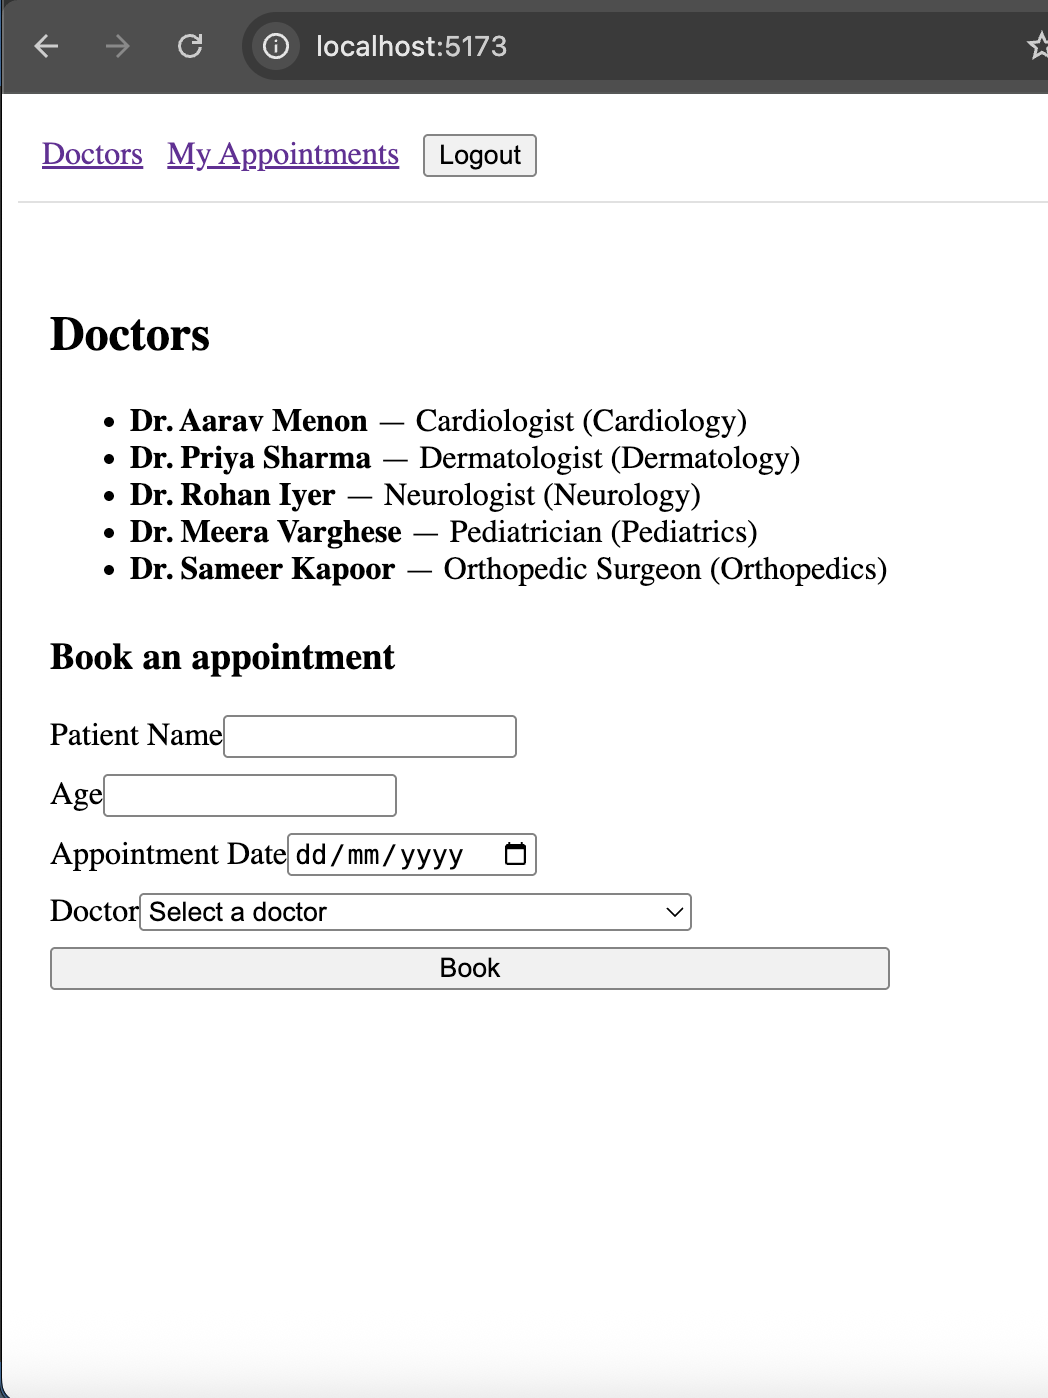 localhost:5173
Doctors My Appointments Logout
Doctors
• Dr. Aarav Menon — Cardiologist (Cardiology)
• Dr. Priya Sharma — Dermatologist (Dermatology)
• Dr. Rohan Iyer — Neurologist (Neurology)
• Dr. Meera Varghese — Pediatrician (Pediatrics)
• Dr. Sameer Kapoor — Orthopedic Surgeon (Orthopedics)
Book an appointment
Patient Name
Age
Appointment Date dd/mm/yyyy
Doctor Select a doctor
Book